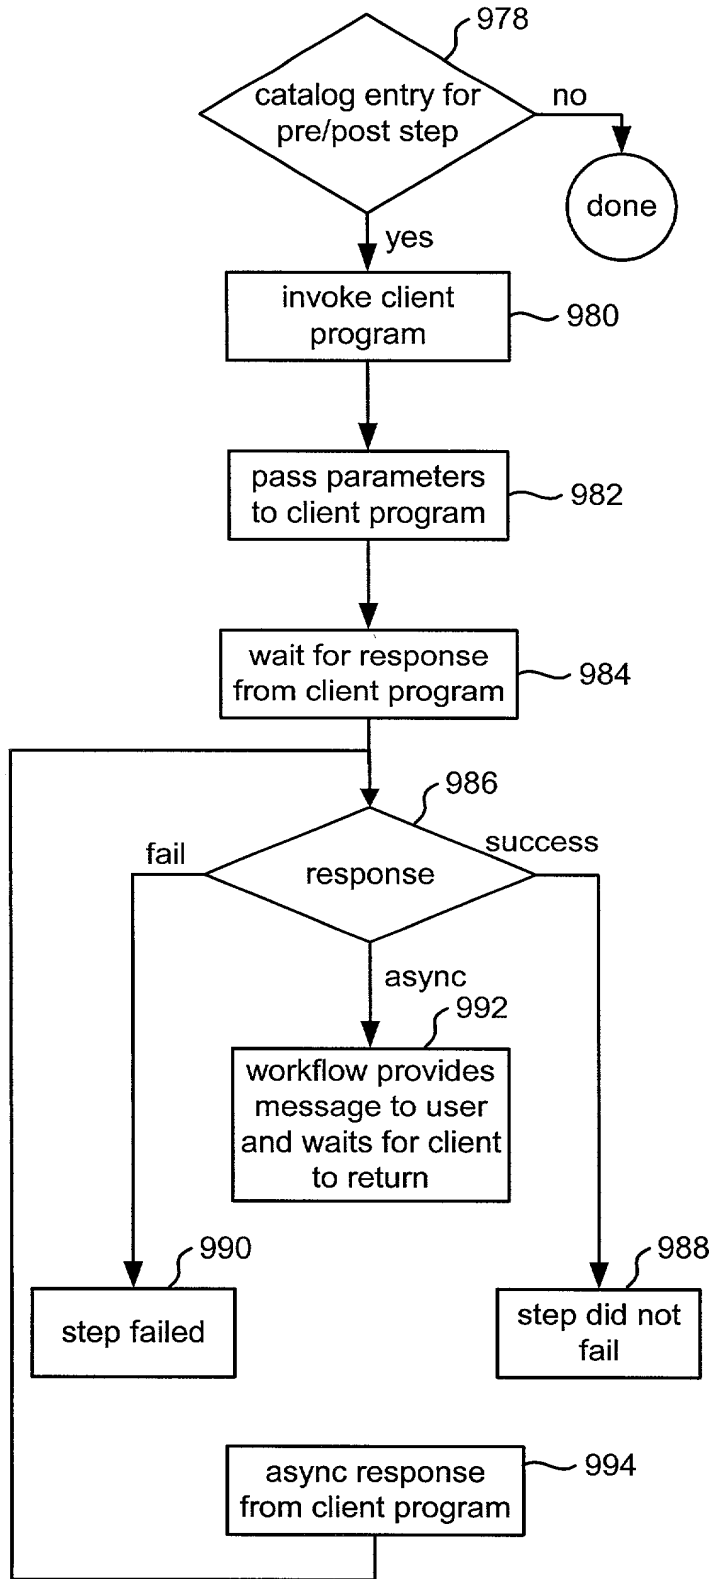 978
catalog entry for
pre/post step
no
done
yes
invoke client
program
980
pass parameters
to client program
982
wait for response
from client program
984
986
fail
success
response
async
992
workflow provides
message to user
and waits for client
to return
990
step failed
988
step did not
fail
async response
from client program
994